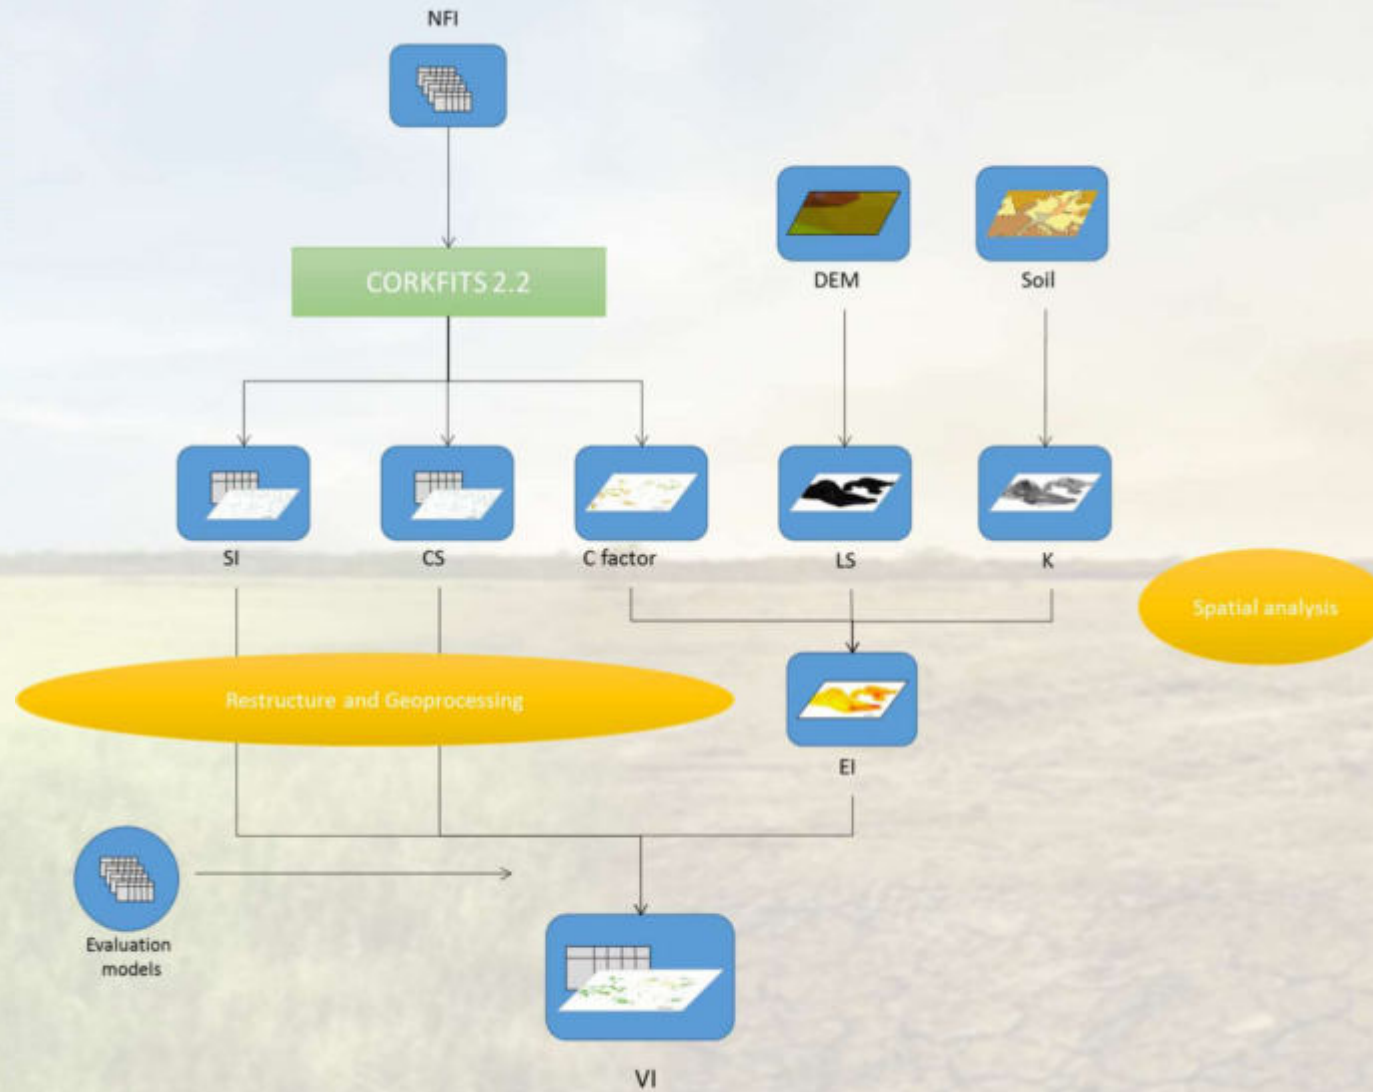 NFI
CORKFITS 2.2
DEM
Soil
SI
CS
C factor
LS
K
Spatial analysis
Restructure and Geoprocessing
EI
Evaluation
models
VI